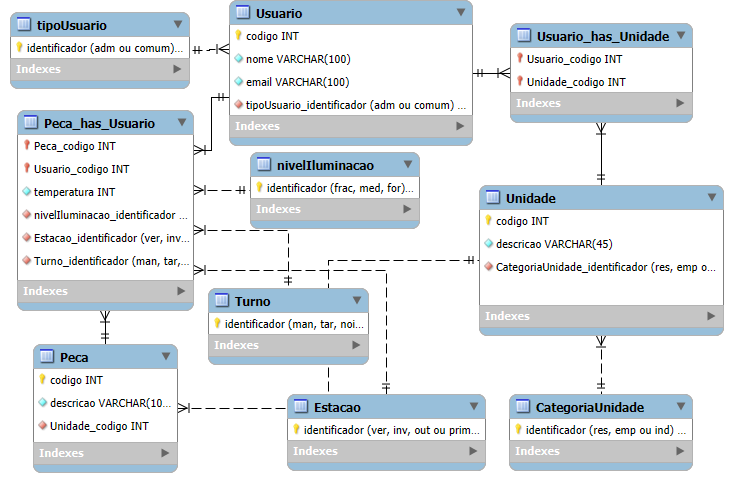 tipoUsuario
identificador (adm ou comum)...
Indexes
Usuario
codigo INT
nome VARCHAR(100)
email VARCHAR(100)
tipoUsuario_identificador (adm ou comum) ...
Indexes
Usuario_has_Unidade
Usuario_codigo INT
Unidade_codigo INT
Indexes
Peca_has_Usuario
Peca_codigo INT
Usuario_codigo INT
temperatura INT
nivelIluminacao_identificador ...
Estacao_identificador (ver, inv...
Turno_identificador (man, tar,...
Indexes
nivelIluminacao
identificador (frac, med, for)...
Indexes
Unidade
codigo INT
descricao VARCHAR(45)
CategoriaUnidade_identificador (res, emp o...
Indexes
Turno
identificador (man, tar, noi...
Indexes
Peca
codigo INT
descricao VARCHAR(10...
Unidade_codigo INT
Indexes
Estacao
identificador (ver, inv, out ou prim...
Indexes
CategoriaUnidade
identificador (res, emp ou ind) ...
Indexes